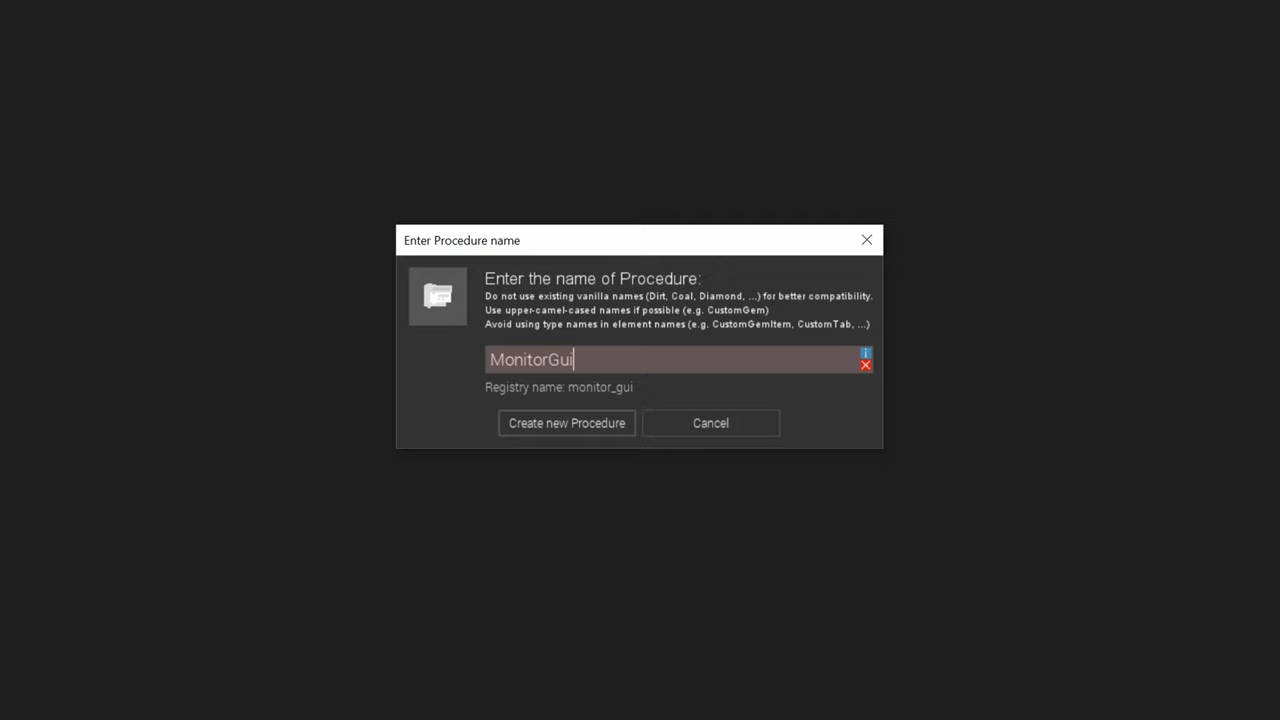 Enter Procedure name
Enter the name of Procedure:
Do not use existing vanilla names (Dirt, Coal, Diamond, ...) for better compatibility.
Use upper-camel-cased names if possible (e.g. CustomGem)
Avoid using type names in element names (e.g. CustomGemItem, CustomTab, ...)
MonitorGui
Registry name: monitor_gui
Create new Procedure
Cancel